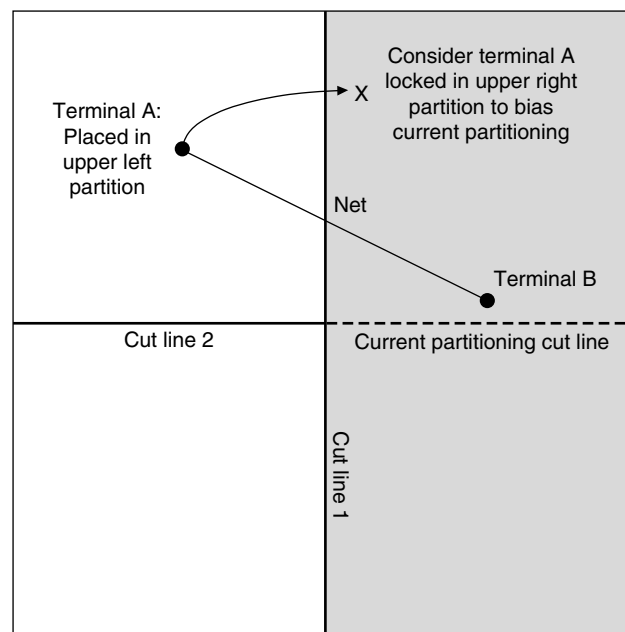 Consider terminal A
locked in upper right
partition to bias
current partitioning
X
Terminal A:
Placed in
upper left
partition
Net
Terminal B
Cut line 2
Current partitioning cut line
Cut line 1